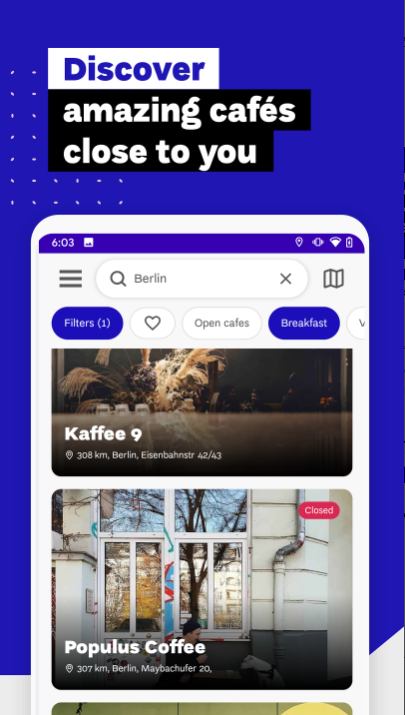 Discover
amazing cafés
close to you
6:03
Berlin
Filters (1)
Open cafes
Breakfast
Kaffee 9
308 km, Berlin, Eisenbahnstr 42/43
Closed
Populus Coffee
307 km, Berlin, Maybachufer 20,